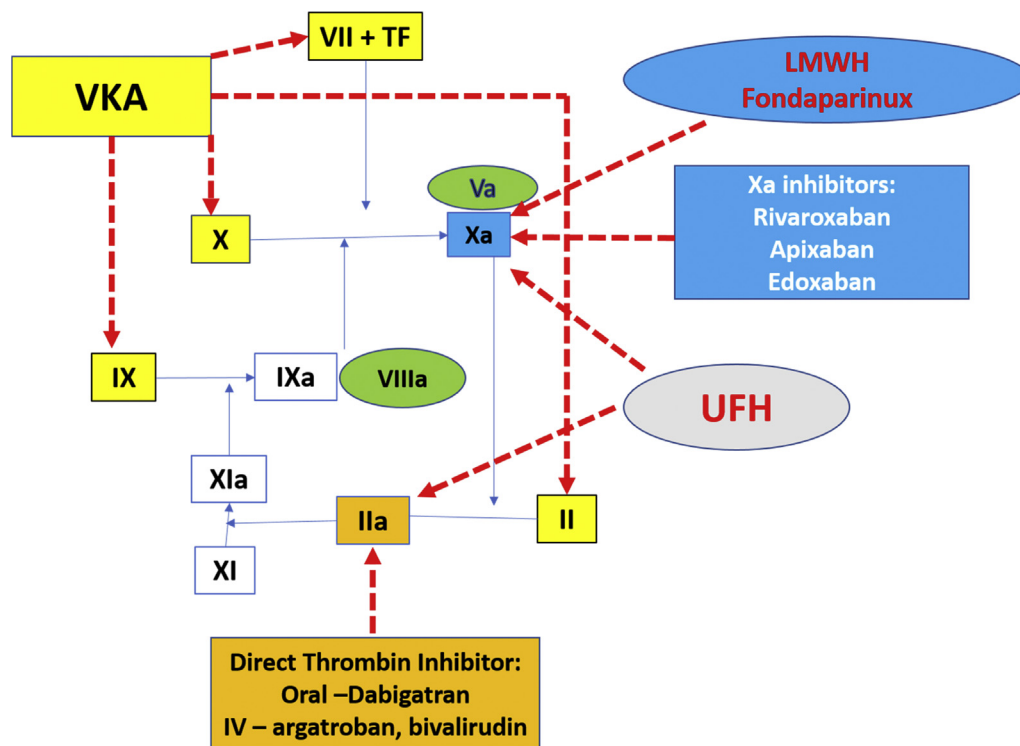 VII + TF
VKA
LMWH
Fondaparinux
Va
X
Xa
Xa inhibitors:
Rivaroxaban
Apixaban
Edoxaban
IX
IXa
VIIIa
UFH
XIa
IIa
II
XI
Direct Thrombin Inhibitor:
Oral –Dabigatran
IV – argatroban, bivalirudin